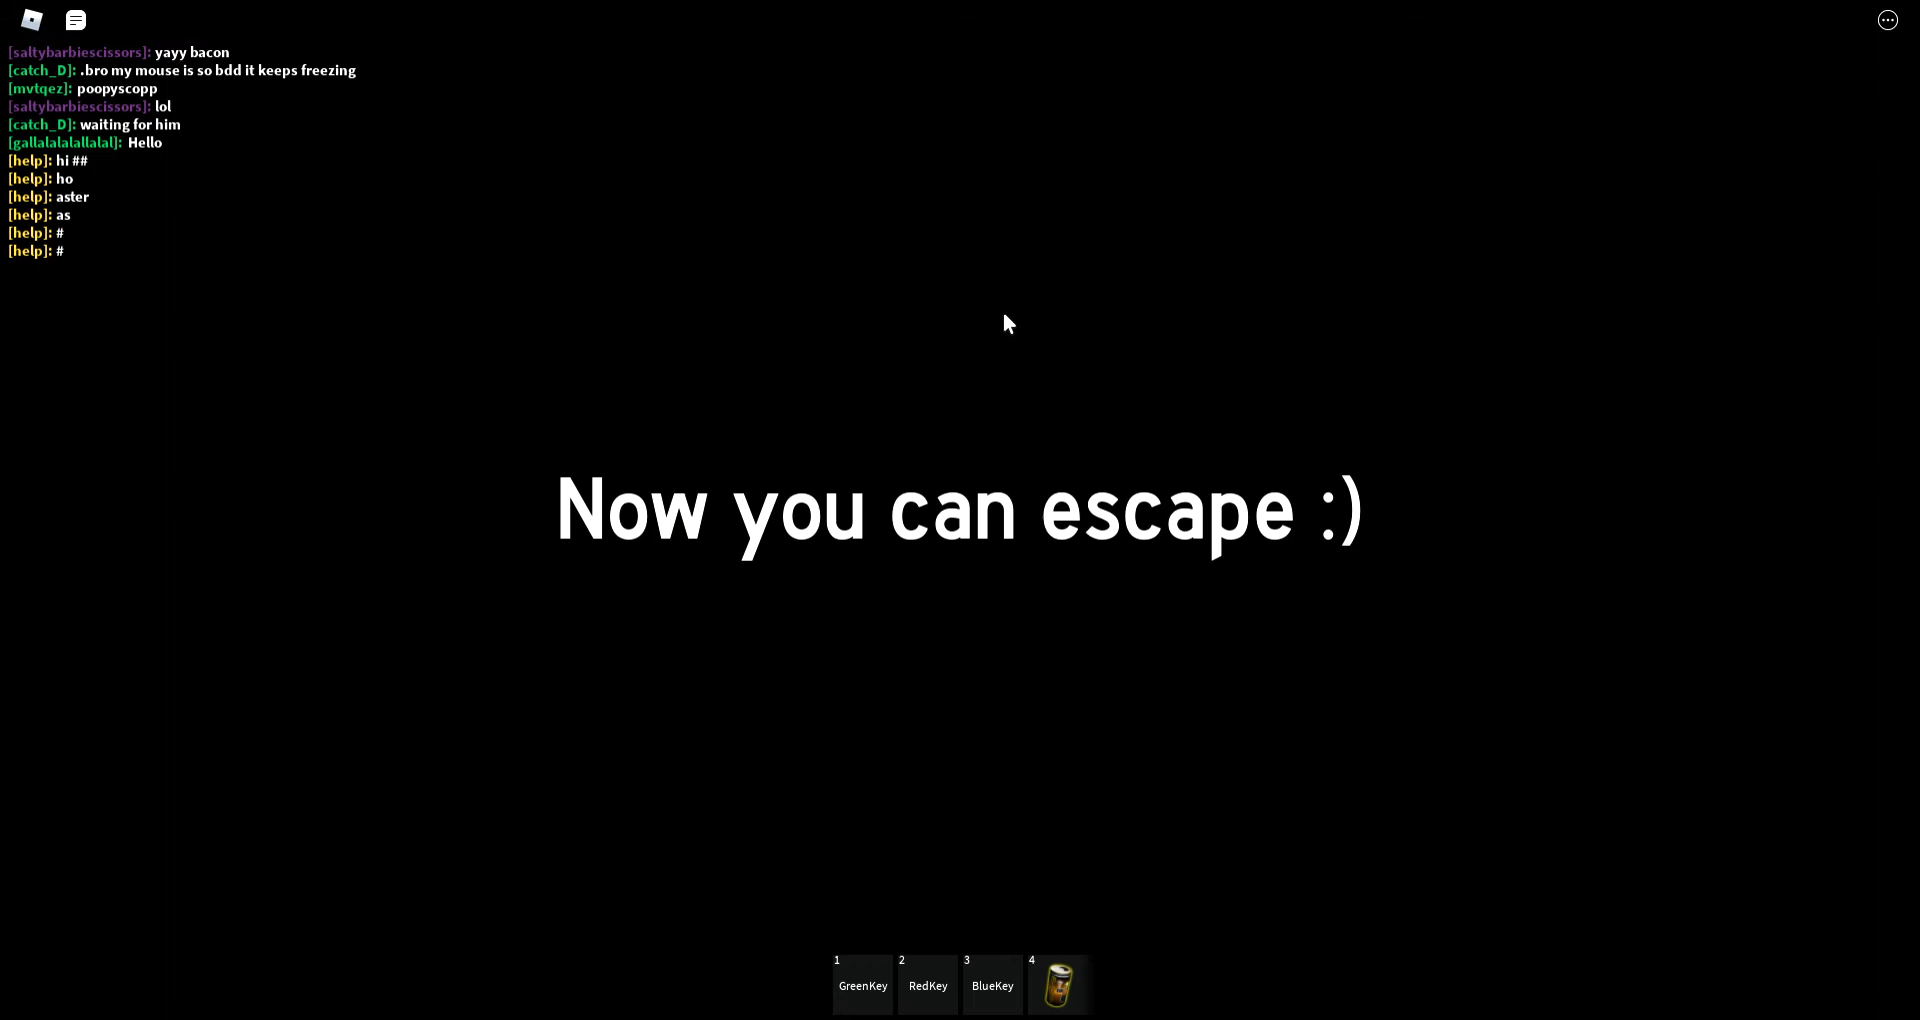 [saltybarbiescissors]: yayy bacon
[catch_D]: .bro my mouse is so bdd it keeps freezing
[mvtqez]: poopyscopp
[saltybarbiescissors]: lol
[catch_D]: waiting for him
[gallalalalallalal]: Hello
[help]: hi ##
[help]: ho
[help]: aster
[help]: as
[help]: #
[help]: #
Now you can escape :)
1 2 3 4
GreenKey RedKey BlueKey